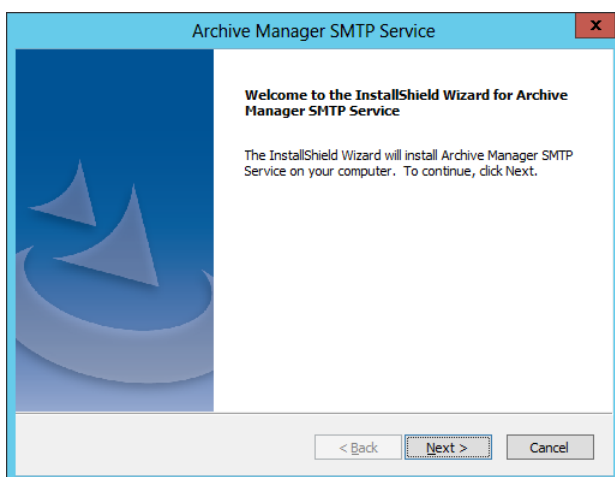 Archive Manager SMTP Service
x
Welcome to the InstallShield Wizard for Archive
Manager SMTP Service
The InstallShield Wizard will install Archive Manager SMTP
Service on your computer. To continue, click Next.
< Back
Next >
Cancel